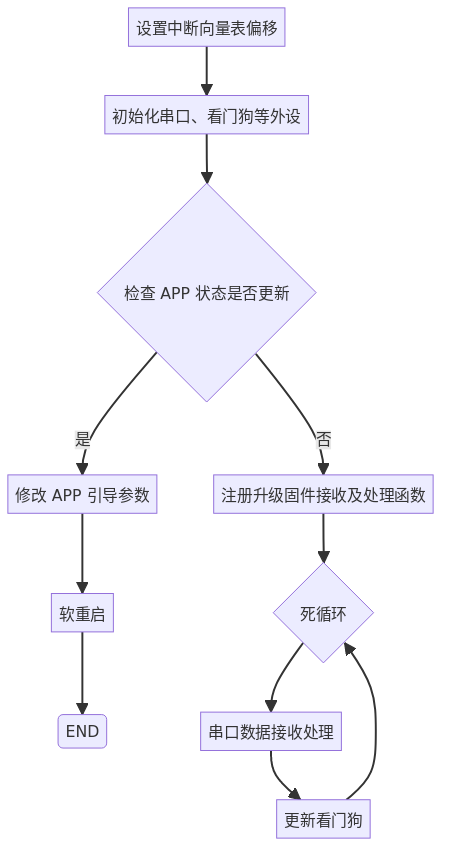 设置中断向量表偏移
初始化串口、看门狗等外设
检查 APP 状态是否更新
是
否
修改 APP 引导参数
注册升级固件接收及处理函数
软重启
死循环
END
串口数据接收处理
更新看门狗